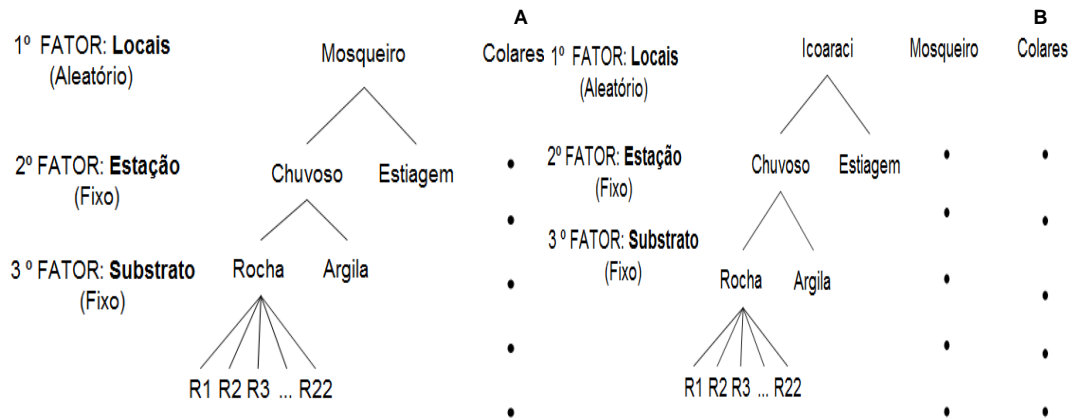 A
1º FATOR: Locais
(Aleatório)
Mosqueiro
Colares
2º FATOR: Estação
(Fixo)
Chuvoso
Estiagem
3 º FATOR: Substrato
(Fixo)
Rocha
Argila
R1 R2 R3 ... R22
B
1º FATOR: Locais
(Aleatório)
Icoaraci
Mosqueiro
Colares
2º FATOR: Estação
(Fixo)
Chuvoso
Estiagem
3 º FATOR: Substrato
(Fixo)
Rocha
Argila
R1 R2 R3 ... R22